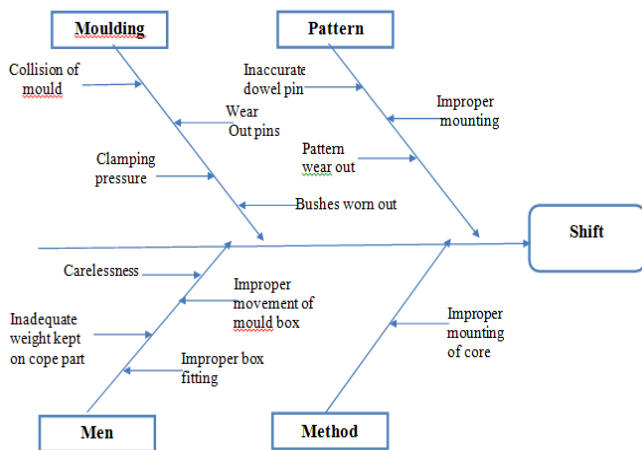 Moulding
Pattern
Collision of
mould
Inaccurate
dowel pin
Improper
mounting
Wear
Out pins
Pattern
wear out
Clamping
pressure
Bushes worn out
Shift
Carelessness
Improper
movement of
mould box
Inadequate
weight kept
on cope part
Improper
mounting
of core
Improper box
fitting
Men
Method